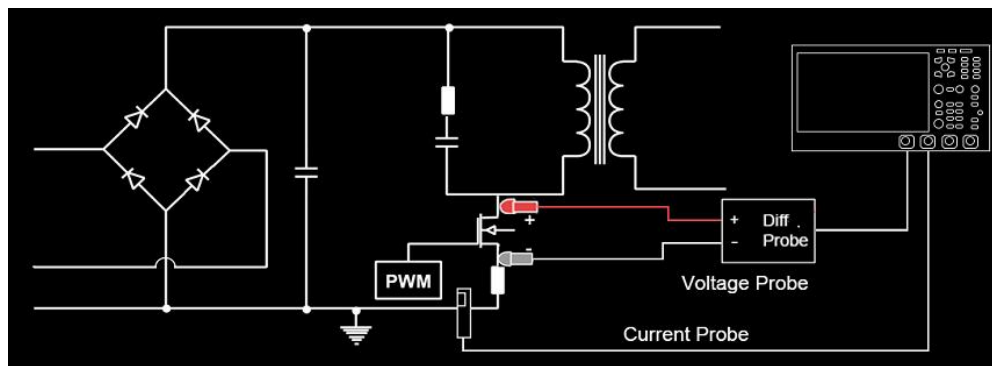 +
+
Diff .
-
-
Probe
PWM
Voltage Probe
Current Probe